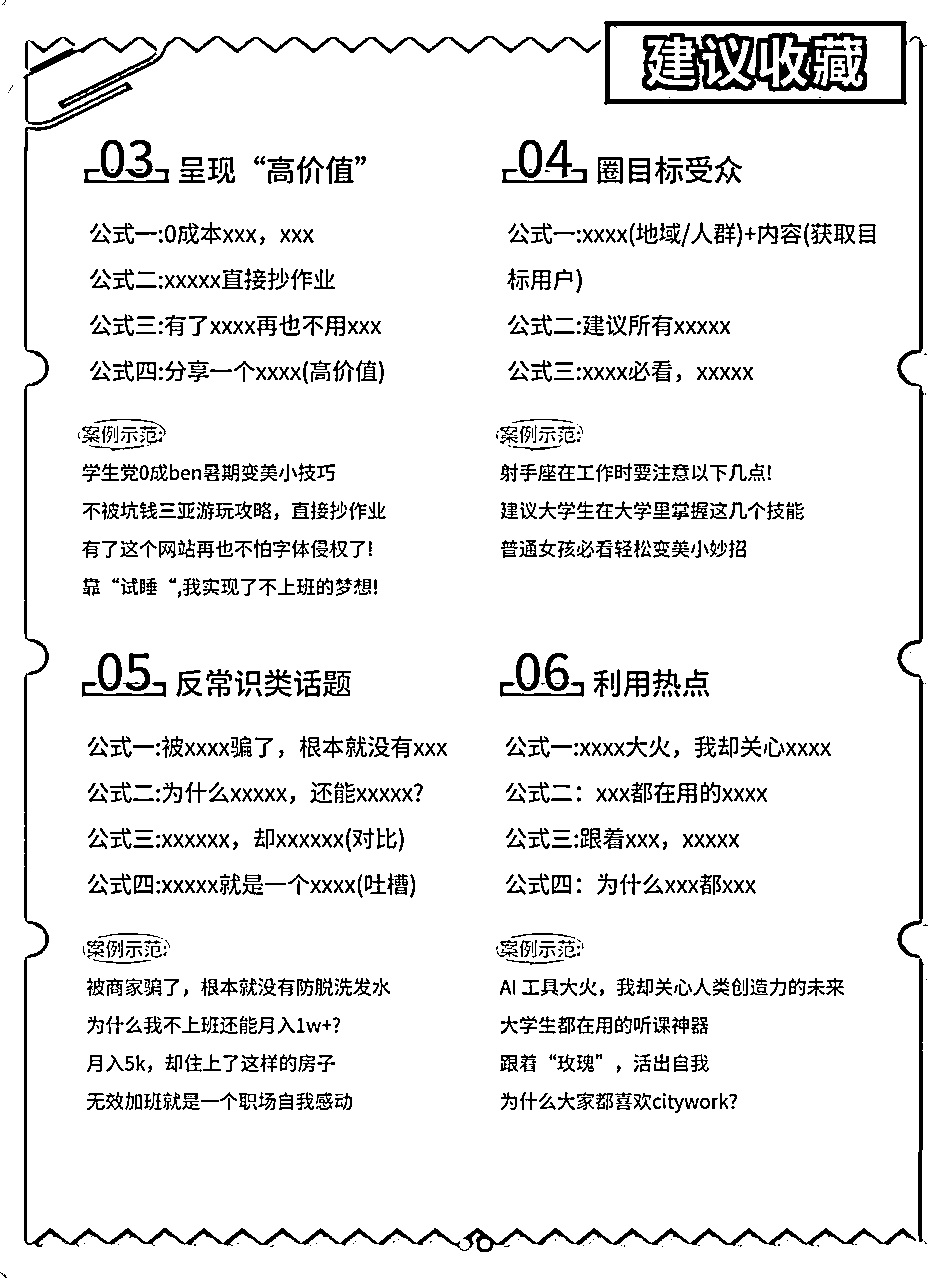 建议收藏
03 呈现“高价值”
公式一:0成本xxx，xxx
公式二:xxxxx直接抄作业
公式三:有了xxxx再也不用xxx
公式四:分享一个xxxx(高价值)
案例示范:
学生党0成ben暑期变美小技巧
不被坑钱三亚游玩攻略，直接抄作业
有了这个网站再也不怕字体侵权了!
靠“试睡“,我实现了不上班的梦想!
04 圈目标受众
公式一:xxxx(地域/人群)+内容(获取目
标用户)
公式二:建议所有xxxxx
公式三:xxxx必看，xxxxx
案例示范:
射手座在工作时要注意以下几点!
建议大学生在大学里掌握这几个技能
普通女孩必看轻松变美小妙招
05 反常识类话题
公式一:被xxxx骗了，根本就没有xxx
公式二:为什么xxxxx，还能xxxxx?
公式三:xxxxxx，却xxxxxx(对比)
公式四:xxxxx就是一个xxxx(吐槽)
案例示范:
被商家骗了，根本就没有防脱洗发水
为什么我不上班还能月入1w+?
月入5k，却住上了这样的房子
无效加班就是一个职场自我感动
06 利用热点
公式一:xxxx大火，我却关心xxxx
公式二：xxx都在用的xxxx
公式三:跟着xxx，xxxxx
公式四：为什么xxx都xxx
案例示范:
AI 工具大火，我却关心人类创造力的未来
大学生都在用的听课神器
跟着“玫瑰”，活出自我
为什么大家都喜欢citywork?